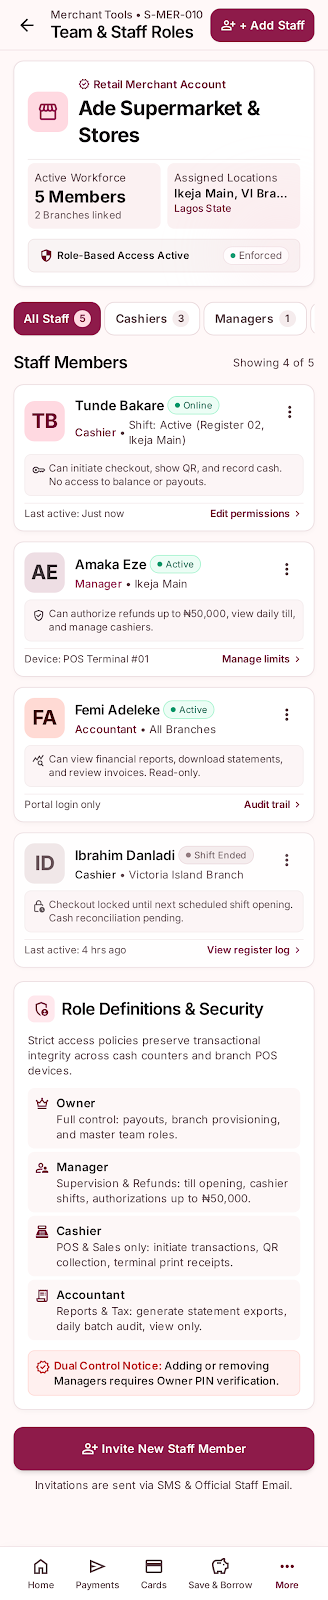 Merchant Tools • S-MER-010
Team & Staff Roles
+ Add Staff
Retail Merchant Account
Ade Supermarket &
Stores
Active Workforce
5 Members
2 Branches linked
Assigned Locations
Ikeja Main, VI Bra...
Lagos State
Role-Based Access Active
Enforced
All Staff 5
Cashiers 3
Managers 1
Staff Members
Showing 4 of 5
TB
Tunde Bakare
Online
Cashier • Shift: Active (Register 02,
Ikeja Main)
Can initiate checkout, show QR, and record cash.
No access to balance or payouts.
Last active: Just now
Edit permissions
AE
Amaka Eze
Active
Manager • Ikeja Main
Can authorize refunds up to ₦50,000, view daily till,
and manage cashiers.
Device: POS Terminal #01
Manage limits
FA
Femi Adeleke
Active
Accountant • All Branches
Can view financial reports, download statements,
and review invoices. Read-only.
Portal login only
Audit trail
ID
Ibrahim Danladi
Shift Ended
Cashier • Victoria Island Branch
Checkout locked until next scheduled shift opening.
Cash reconciliation pending.
Last active: 4 hrs ago
View register log
Role Definitions & Security
Strict access policies preserve transactional
integrity across cash counters and branch POS
devices.
Owner
Full control: payouts, branch provisioning,
and master team roles.
Manager
Supervision & Refunds: till opening, cashier
shifts, authorizations up to ₦50,000.
Cashier
POS & Sales only: initiate transactions, QR
collection, terminal print receipts.
Accountant
Reports & Tax: generate statement exports,
daily batch audit, view only.
Dual Control Notice: Adding or removing
Managers requires Owner PIN verification.
Invite New Staff Member
Invitations are sent via SMS & Official Staff Email.
Home
Payments
Cards
Save & Borrow
More